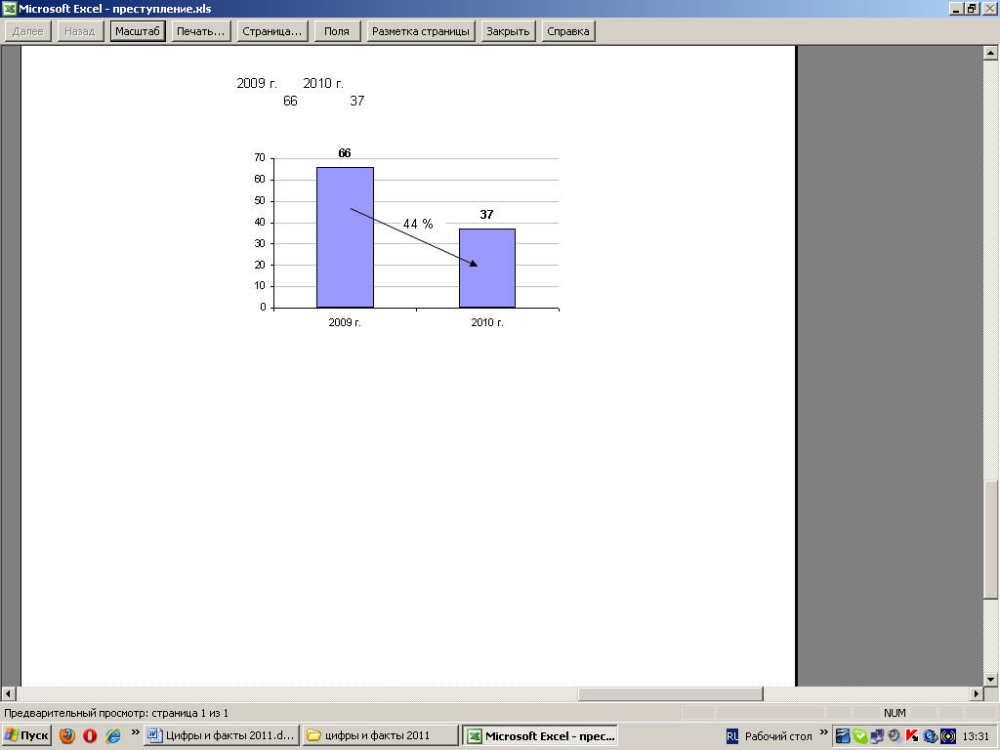 Microsoft Excel - преступление.xls
Далее Назад Масштаб Печать... Страница... Поля Разметка страницы Закрыть Справка
2009 г. 2010 г.
66 37
66
70
60
50
40
30
20
10
0
37
44 %
2009 г. 2010 г.
Предварительный просмотр: страница 1 из 1
NUM
Пуск » Цифры и факты 2011.d... цифры и факты 2011 Microsoft Excel - прес... RL Рабочий стол » 13:31